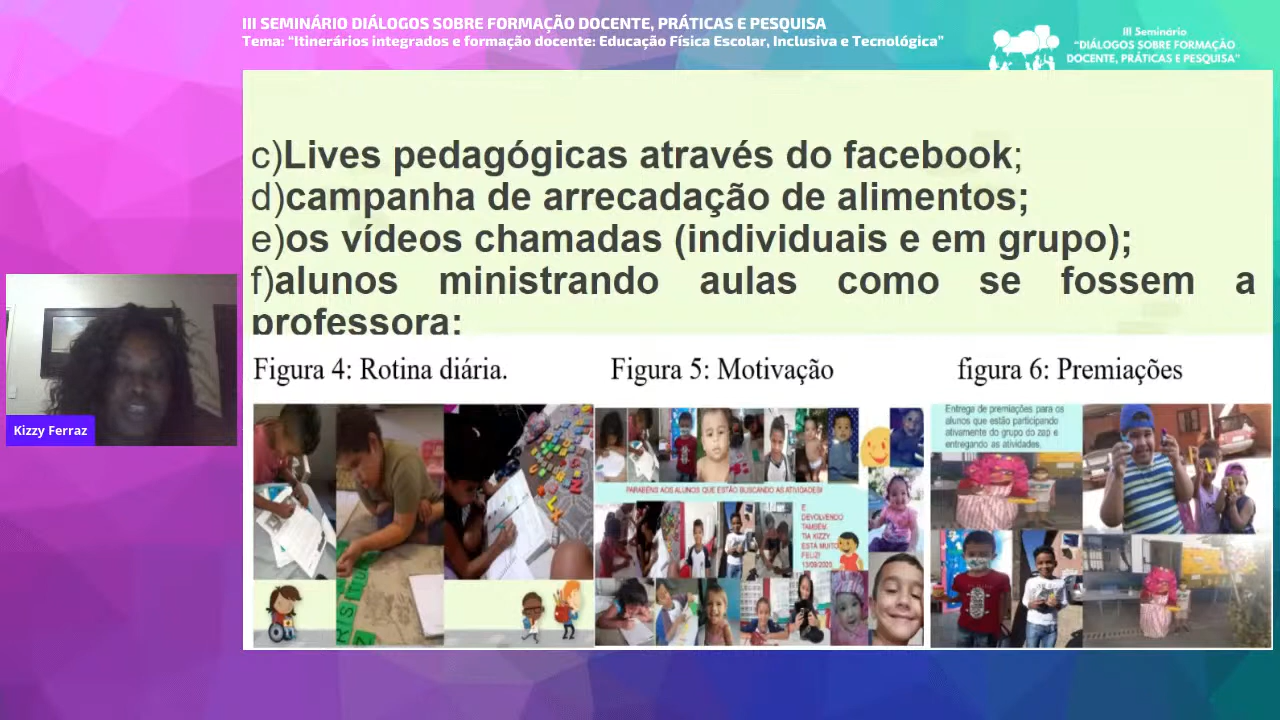 III SEMINÁRIO DIÁLOGOS SOBRE FORMAÇÃO DOCENTE, PRÁTICAS E PESQUISA
Tema: “Itinerários integrados e formação docente: Educação Física Escolar, Inclusiva e Tecnológica”
III Seminário
“DIÁLOGOS SOBRE FORMAÇÃO
DOCENTE, PRÁTICAS E PESQUISA”
c)Lives pedagógicas através do facebook;
d)campanha de arrecadação de alimentos;
e)os vídeos chamadas (individuais e em grupo);
f)alunos ministrando aulas como se fossem a
professora:
Kizzy Ferraz
Figura 4: Rotina diária.
Figura 5: Motivação
figura 6: Premiações
PARABÉNS AOS ALUNOS QUE ESTÃO BUSCANDO AS ATIVIDADES!
E
DEVOLVENDO
TAMBÉM.
TIA KIZZY
ESTÁ MUITO
FELIZ!
13/08/2020
Entrega de premiações para os
alunos que estão participando
ativamente do grupo do zap e
entregando as atividades.